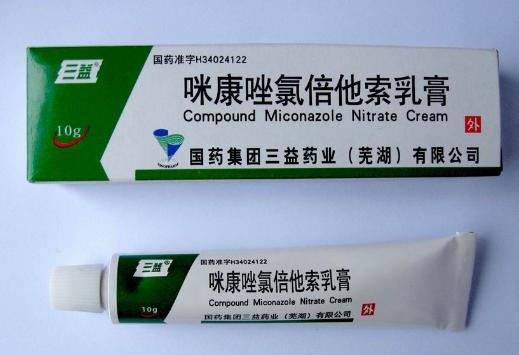 三益
国药准字H34024122
咪康唑氯倍他索乳膏
Compound Miconazole Nitrate Cream
外
10g
SINOPHARM
国药集团三益药业（芜湖）有限公司
三益
国药准字H34024122
咪康唑氯倍他索乳膏
Compound Miconazole Nitrate Cream
外
10g
国药集团三益药业（芜湖）有限公司